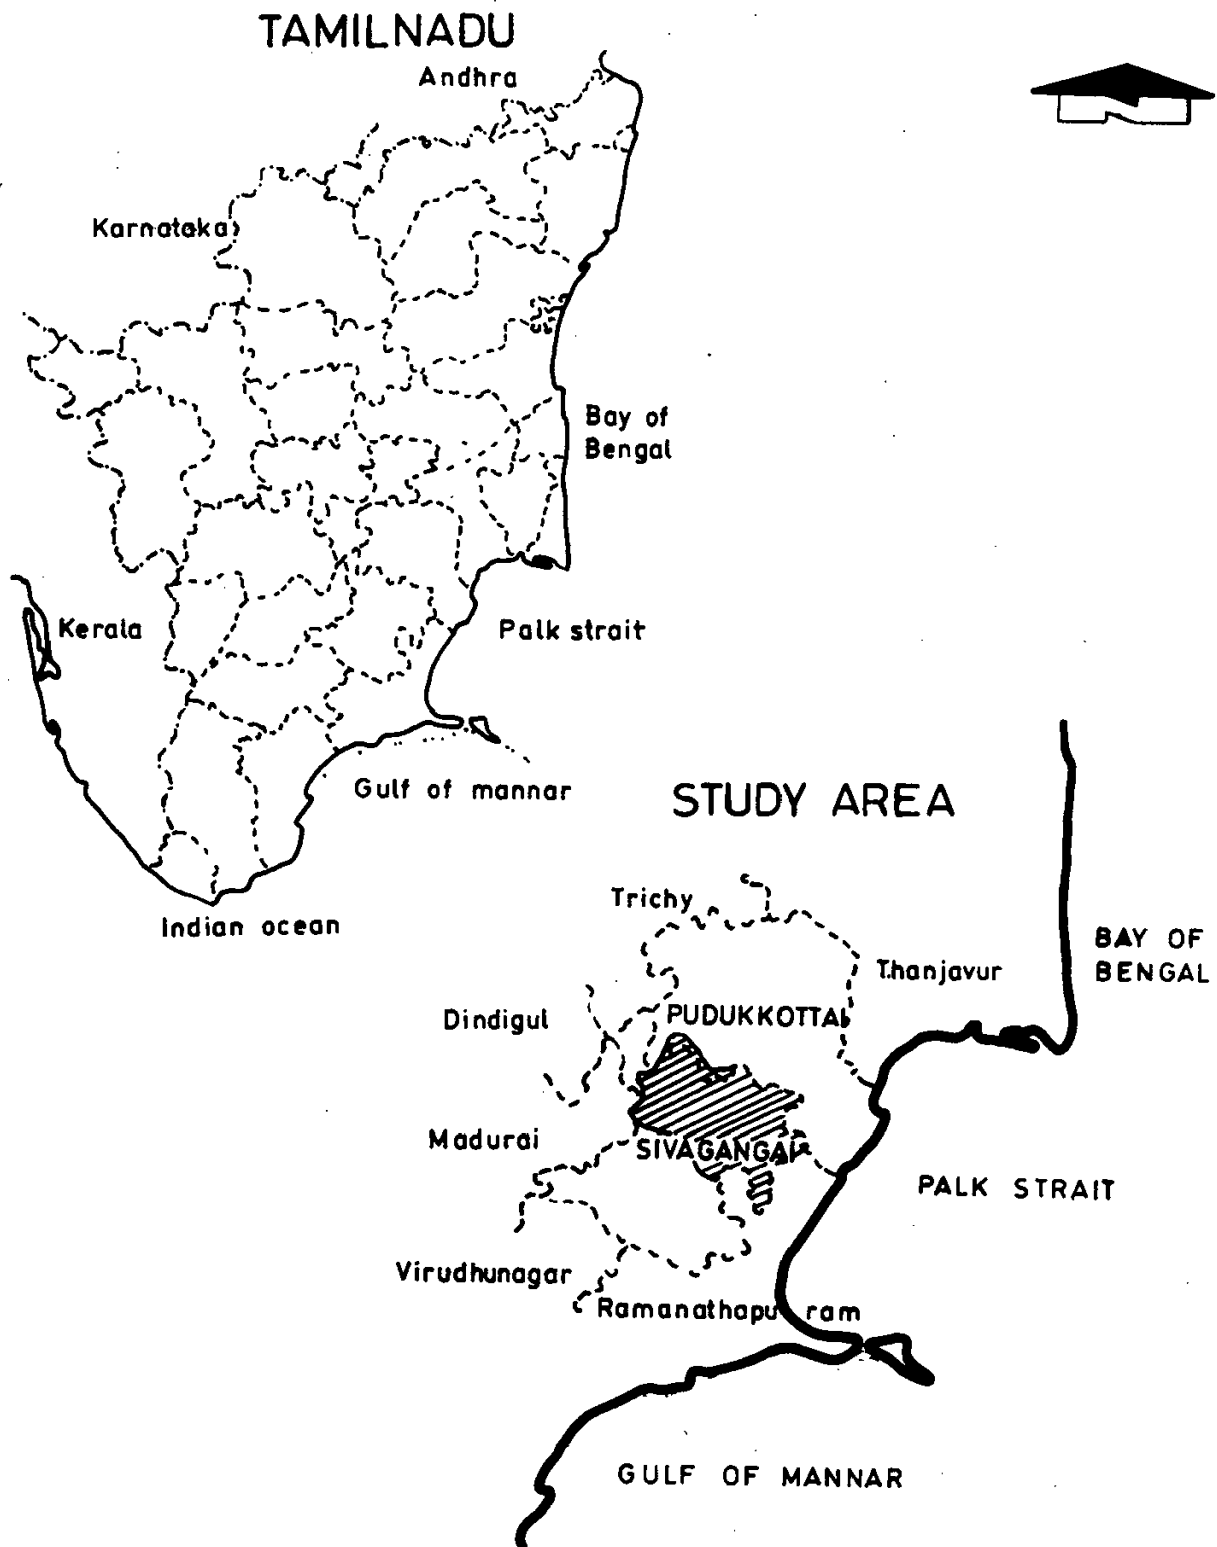 TAMILNADU
Andhra
Karnataka
Bay of
Bengal
Kerala
Palk strait
Gulf of mannar
Indian ocean
STUDY AREA
Trichy
BAY OF
BENGAL
Thanjavur
Dindigul
PUDUKKOTTAI
Madurai
SIVAGANGAI
PALK STRAIT
Virudhunagar
Ramanathapuram
GULF OF MANNAR